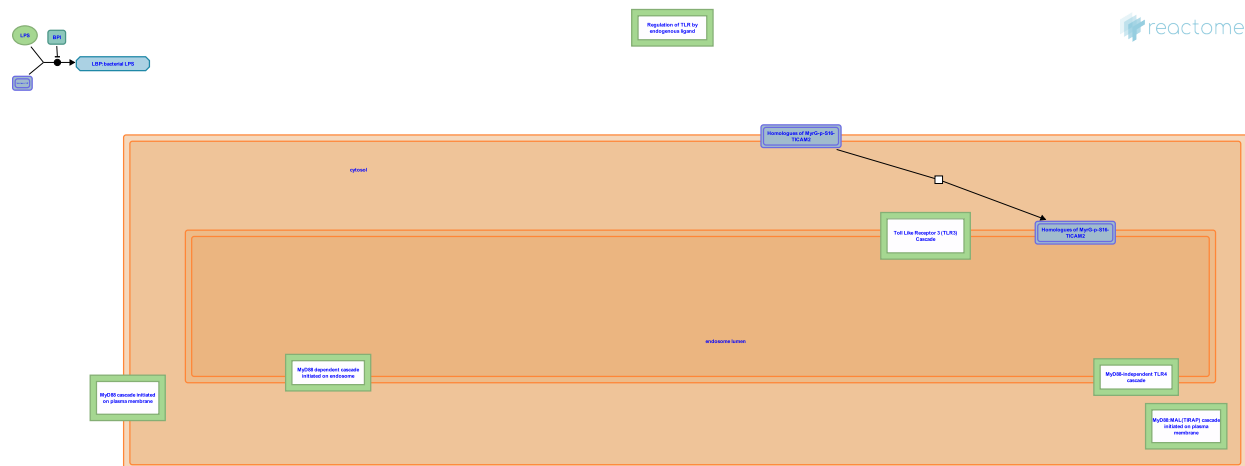 Regulation of TLR by
endogenous ligand
reactome
LPS
BPI
LBP:bacterial LPS
Homologues of MyrG-p-S16-
TICAM2
cytosol
Toll Like Receptor 3 (TLR3)
Cascade
Homologues of MyrG-p-S16-
TICAM2
endosome lumen
MyD88 dependent cascade
initiated on endosome
MyD88-independent TLR4
cascade
MyD88 cascade initiated
on plasma membrane
MyD88:MAL(TIRAP) cascade
initiated on plasma
membrane